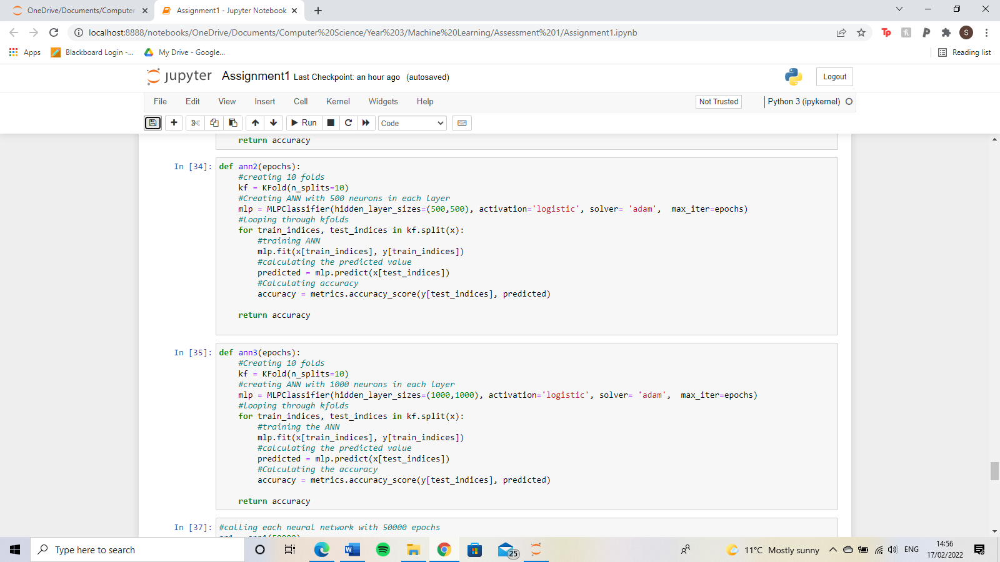 OneDrive/Documents/Computer
Assignment1 - Jupyter Notebook
localhost:8888/notebooks/OneDrive/Documents/Computer%20Science/Year%203/Machine%20Learning/Assessment%201/Assignment1.ipynb
Tp
S
Apps
Blackboard Login -...
My Drive - Google...
Reading list
jupyter Assignment1 Last Checkpoint: an hour ago (autosaved)
Logout
File Edit View Insert Cell Kernel Widgets Help
Not Trusted
Python 3 (ipykernel)
Run
Code
return accuracy
In [34]: def ann2(epochs):
#creating 10 folds
kf = KFold(n_splits=10)
#Creating ANN with 500 neurons in each layer
mlp = MLPClassifier(hidden_layer_sizes=(500,500), activation='logistic', solver= 'adam',  max_iter=epochs)
#Looping through kfolds
for train_indices, test_indices in kf.split(x):
#training ANN
mlp.fit(x[train_indices], y[train_indices])
#calculating the predicted value
predicted = mlp.predict(x[test_indices])
#Calculating accuracy
accuracy = metrics.accuracy_score(y[test_indices], predicted)
return accuracy
In [35]: def ann3(epochs):
#Creating 10 folds
kf = KFold(n_splits=10)
#creating ANN with 1000 neurons in each layer
mlp = MLPClassifier(hidden_layer_sizes=(1000,1000), activation='logistic', solver= 'adam',  max_iter=epochs)
#looping through kfolds
for train_indices, test_indices in kf.split(x):
#training the ANN
mlp.fit(x[train_indices], y[train_indices])
#calculating the predicted value
predicted = mlp.predict(x[test_indices])
#Calculating the accuracy
accuracy = metrics.accuracy_score(y[test_indices], predicted)
return accuracy
In [37]: #calling each neural network with 50000 epochs
Type here to search
25
11°C Mostly sunny
ENG
14:56
17/02/2022